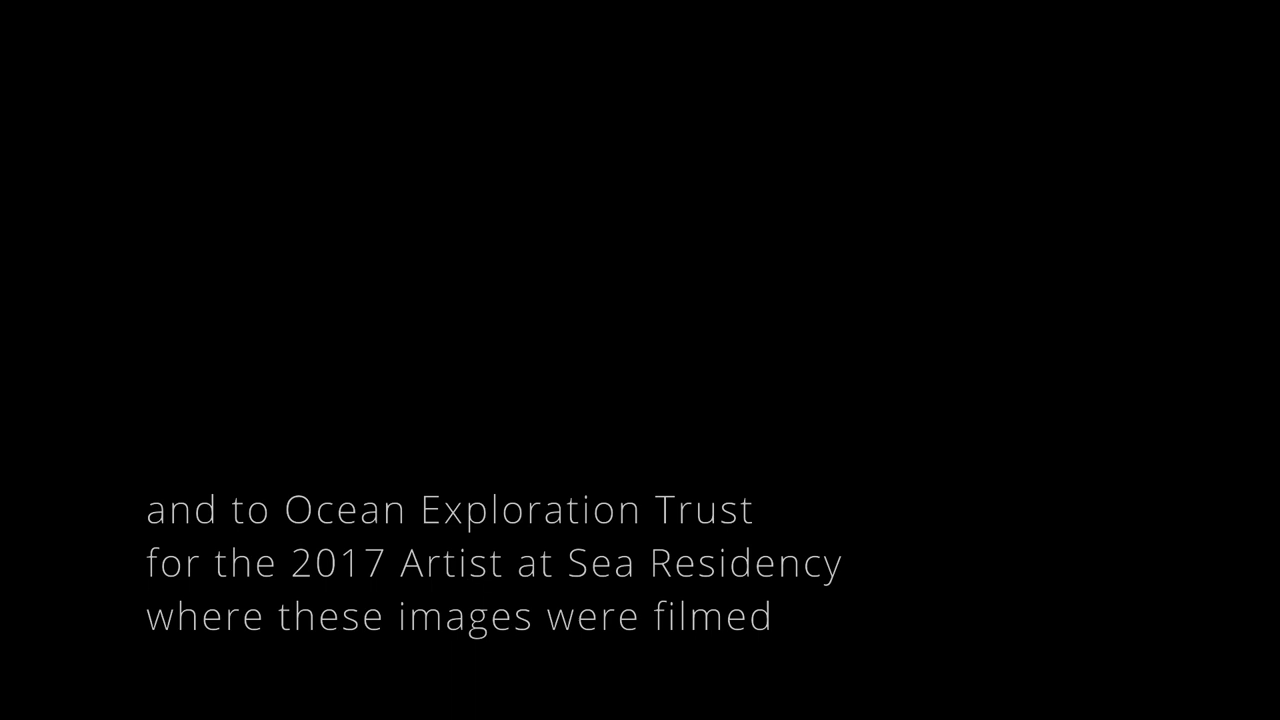 and to Ocean Exploration Trust
for the 2017 Artist at Sea Residency
where these images were filmed